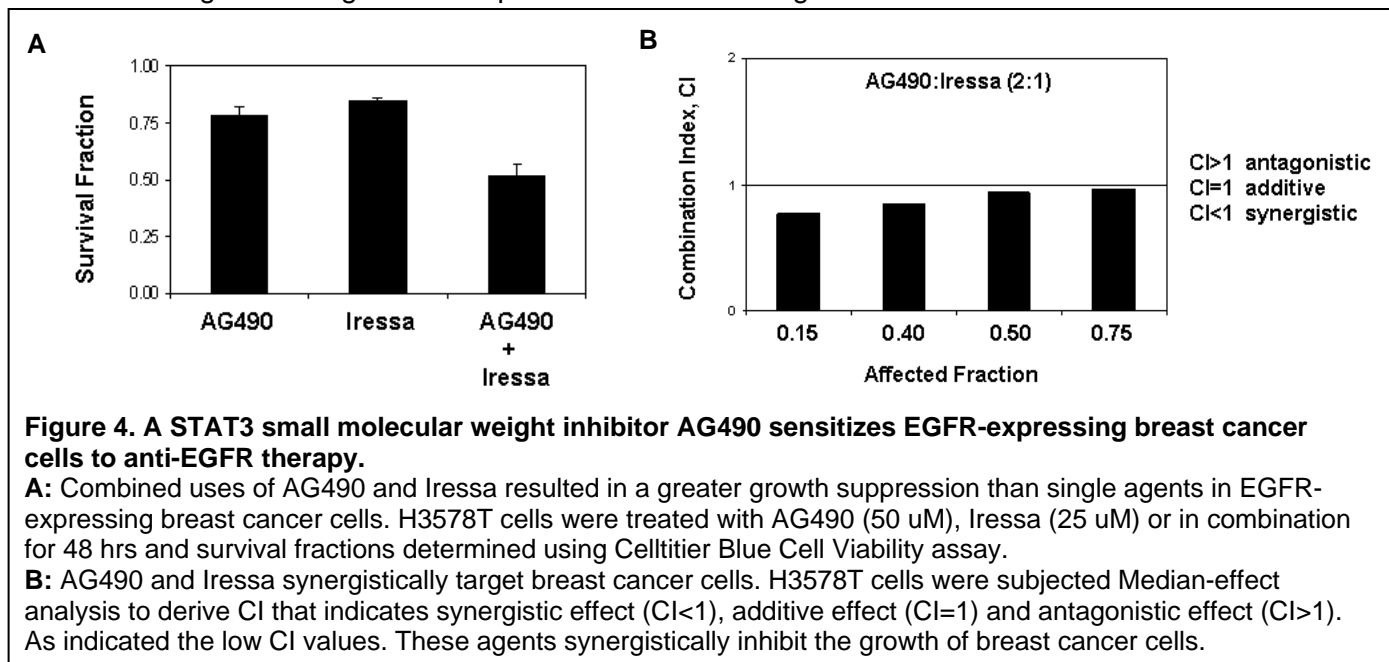 A
B
1.00
0.75
0.50
0.25
0.00
Survival Fraction
AG490
Iressa
AG490
+
Iressa
2
1
0
Combination Index, CI
AG490:Iressa (2:1)
0.15
0.40
0.50
0.75
Affected Fraction
CI>1 antagonistic
CI=1 additive
CI<1 synergistic
Figure 4. A STAT3 small molecular weight inhibitor AG490 sensitizes EGFR-expressing breast cancer
cells to anti-EGFR therapy.
A: Combined uses of AG490 and Iressa resulted in a greater growth suppression than single agents in EGFR-
expressing breast cancer cells. H3578T cells were treated with AG490 (50 uM), Iressa (25 uM) or in combination
for 48 hrs and survival fractions determined using Celltitier Blue Cell Viability assay.
B: AG490 and Iressa synergistically target breast cancer cells. H3578T cells were subjected Median-effect
analysis to derive CI that indicates synergistic effect (CI<1), additive effect (CI=1) and antagonistic effect (CI>1).
As indicated the low CI values. These agents synergistically inhibit the growth of breast cancer cells.